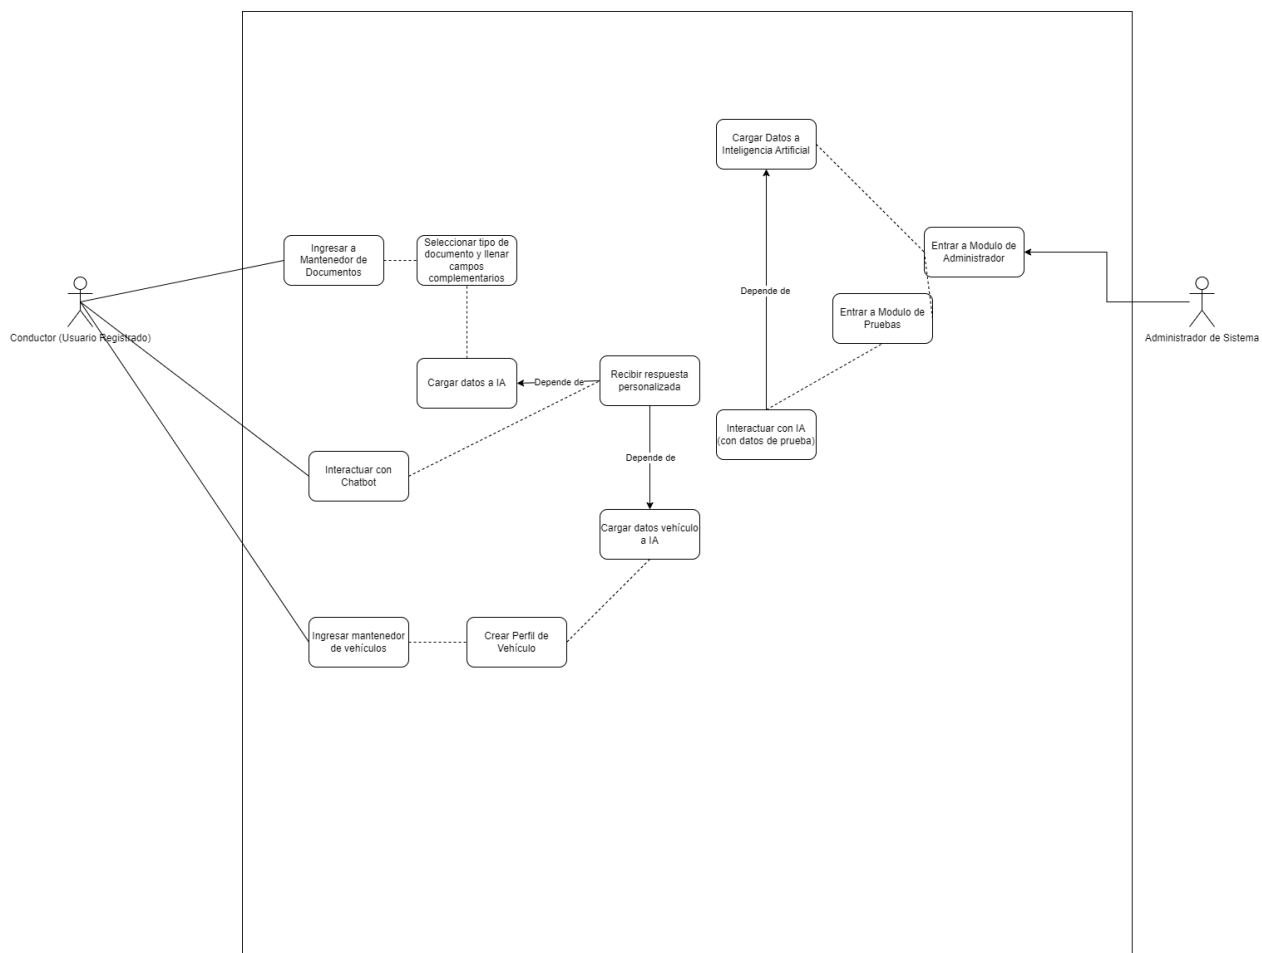 Cargar Datos a
Inteligencia Artificial
Ingresar a
Mantenedor de
Documentos
Seleccionar tipo de
documento y llenar
campos
complementarios
Entrar a Modulo de
Administrador
Depende de
Entrar a Modulo de
Pruebas
Conductor (Usuario Registrado)
Administrador de Sistema
Cargar datos a IA
Depende de
Recibir respuesta
personalizada
Interactuar con IA
(con datos de prueba)
Interactuar con
Chatbot
Depende de
Cargar datos vehículo
a IA
Ingresar mantenedor
de vehículos
Crear Perfil de
Vehículo